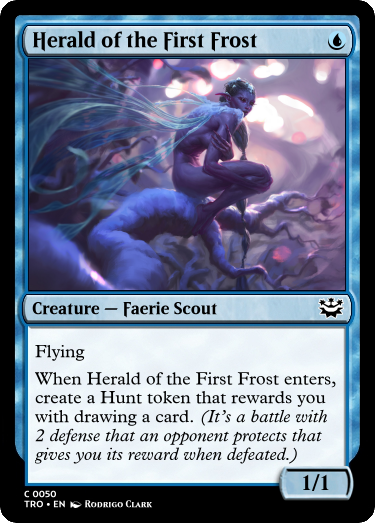 Herald of the First Frost
Creature — Faerie Scout
Flying
When Herald of the First Frost enters,
create a Hunt token that rewards you
with drawing a card. (It's a battle with
2 defense that an opponent protects that
gives you its reward when defeated.)
1/1
C 0050
TRO • EN Rodrigo Clark